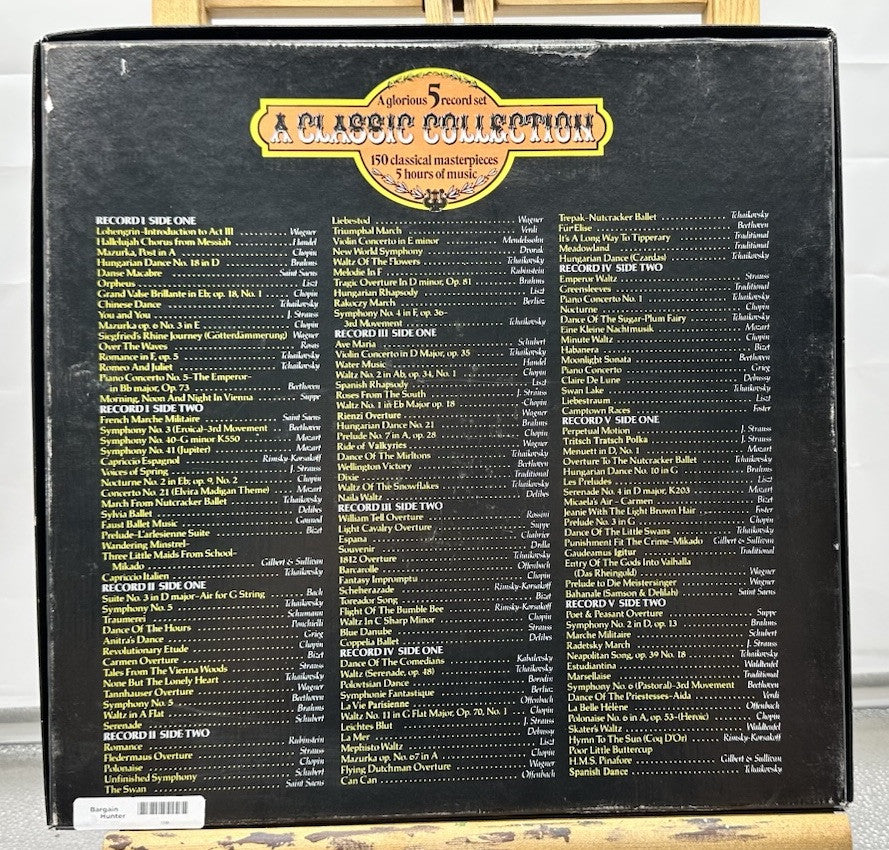 A glorious 5 record set
A CLASSIC COLLECTION
150 classical masterpieces
5 hours of music
RECORD I SIDE ONE
Lohengrin-Introduction to Act III Wagner
Hallelujah Chorus from Messiah Handel
Mazurka, Post in A Chopin
Hungarian Dance No. 18 in D Brahms
Danse Macabre Saint Saens
Orpheus Liszt
Grand Valse Brillante in Eb; op. 18, No. 1 Chopin
Chinese Dance Tchaikovsky
You and You J. Strauss
Mazurka op. 6 No. 3 in E Chopin
Siegfried's Rhine Journey (Gotterdammerung) Wagner
Over The Waves Rosas
Romance in F, op. 5 Tchaikovsky
Romeo And Juliet Tchaikovsky
Piano Concerto No. 5-The Emperor-
in Bb major, Op. 73 Beethoven
Morning, Noon And Night In Vienna Suppe
RECORD I SIDE TWO
French Marche Militaire Saint Saens
Symphony No. 3 (Eroica)-3rd Movement Beethoven
Symphony No. 40-G minor K550 Mozart
Symphony No. 41 (Jupiter) Mozart
Capriccio Espagnol Rimsky-Korsakoff
Voices of Spring J. Strauss
Nocturne No. 2 in Eb; op. 9, No. 2 Chopin
Concerto No. 21 (Elvira Madigan Theme) Mozart
March From Nutcracker Ballet Tchaikovsky
Sylvia Ballet Delibes
Faust Ballet Music Gounod
Prelude-L'arlesienne Suite Bizet
Wandering Minstrel-
Three Little Maids From School-
Mikado Gilbert & Sullivan
Capriccio Italien Tchaikovsky
RECORD II SIDE ONE
Suite No. 3 in D major-Air for G String Bach
Symphony No. 5 Tchaikovsky
Traumerei Schumann
Dance Of The Hours Ponchielli
Anitra's Dance Grieg
Revolutionary Etude Chopin
Carmen Overture Bizet
Tales From The Vienna Woods Strauss
None But The Lonely Heart Tchaikovsky
Tannhauser Overture Wagner
Symphony No. 5 Beethoven
Waltz in A Flat Brahms
Serenade Schubert
RECORD II SIDE TWO
Romance Rubinstein
Fledermaus Overture Strauss
Polonaise Chopin
Unfinished Symphony Schubert
The Swan Saint Saens
Liebestod Wagner
Triumphal March Verdi
Violin Concerto in E minor Mendelssohn
New World Symphony Dvorak
Waltz Of The Flowers Tchaikovsky
Melodie In F Rubinstein
Tragic Overture In D minor, Op. 81 Brahms
Hungarian Rhapsody Liszt
Rakoczy March Berlioz
Symphony No. 4 in F, op. 36-
3rd Movement Tchaikovsky
RECORD III SIDE ONE
Ave Maria Schubert
Violin Concerto in D Major, op. 35 Tchaikovsky
Water Music Handel
Waltz No. 2 in Ab, op. 34, No. 1 Chopin
Spanish Rhapsody Liszt
Roses From The South J. Strauss
Waltz No. 1 in Eb Major op. 18 Chopin
Rienzi Overture Wagner
Hungarian Dance No. 21 Brahms
Prelude No. 7 in A, op. 28 Chopin
Ride of Valkyries Wagner
Dance Of The Mirltons Tchaikovsky
Wellington Victory Beethoven
Dixie Traditional
Waltz Of The Snowflakes Tchaikovsky
Naila Waltz Delibes
RECORD III SIDE TWO
William Tell Overture Rossini
Light Cavalry Overture Suppe
Espana Chabrier
Souvenir Drdla
1812 Overture Tchaikovsky
Barcarolle Offenbach
Fantasy Impromptu Chopin
Scheherazade Rimsky-Korsakoff
Toreador Song Bizet
Flight Of The Bumble Bee Rimsky-Korsakoff
Waltz In C Sharp Minor Chopin
Blue Danube Strauss
Coppelia Ballet Delibes
RECORD IV SIDE ONE
Dance Of The Comedians Kabalevsky
Waltz (Serenade, op. 48) Tchaikovsky
Polovtsian Dance Borodin
Symphonie Fantastique Berlioz
La Vie Parisienne Offenbach
Waltz No. 11 in G Flat Major, Op. 70, No. 1 Chopin
Leichtes Blut J. Strauss
La Mer Debussy
Mephisto Waltz Liszt
Mazurka op. No. 67 in A Chopin
Flying Dutchman Overture Wagner
Can Can Offenbach
Trepak-Nutcracker Ballet Tchaikovsky
Fur Elise Beethoven
It's A Long Way To Tipperary Traditional
Meadowland Traditional
Hungarian Dance (Czardas) Traditional
RECORD IV SIDE TWO
Emperor Waltz Strauss
Greensleeves Traditional
Piano Concerto No. 1 Tchaikovsky
Nocturne Chopin
Dance Of The Sugar-Plum Fairy Tchaikovsky
Eine Kleine Nachtmusik Mozart
Minute Waltz Chopin
Habanera Bizet
Moonlight Sonata Beethoven
Piano Concerto Grieg
Claire De Lune Debussy
Swan Lake Tchaikovsky
Liebestraum Liszt
Camptown Races Foster
RECORD V SIDE ONE
Perpetual Motion J. Strauss
Tritsch Tratsch Polka J. Strauss
Menuett in D, No. 1 Mozart
Overture To The Nutcracker Ballet Tchaikovsky
Hungarian Dance No. 10 in G Brahms
Les Preludes Liszt
Serenade No. 4 in D major, K203 Mozart
Micaela's Air-Carmen Bizet
Jeanie With The Light Brown Hair Foster
Prelude No. 3 in G Chopin
Dance Of The Little Swans Tchaikovsky
Punishment Fit The Crime-Mikado Gilbert & Sullivan
Gaudeamus Igitur Traditional
Entry Of The Gods Into Valhalla
(Das Rheingold) Wagner
Prelude to Die Meistersinger Wagner
Bahanale (Samson & Delilah) Saint Saens
RECORD V SIDE TWO
Poet & Peasant Overture Suppe
Symphony No. 2 in D, op. 13 Brahms
Marche Militaire Schubert
Radetsky March J. Strauss
Neapolitan Song, op. 39 No. 18 Tchaikovsky
Estudiantina Waldteufel
Marsellaise Traditional
Symphony No. 6 (Pastoral)-3rd Movement Beethoven
Dance Of The Priestesses-Aida Verdi
La Belle Hélène Offenbach
Polonaise No. 6 in A, op. 53-(Heroic) Chopin
Skater's Waltz Waldteufel
Hymn To The Sun (Coq D'Or) Rimsky-Korsakoff
Poor Little Buttercup
H.M.S. Pinafore Gilbert & Sullivan
Spanish Dance Tchaikovsky
Bargain
Hunter